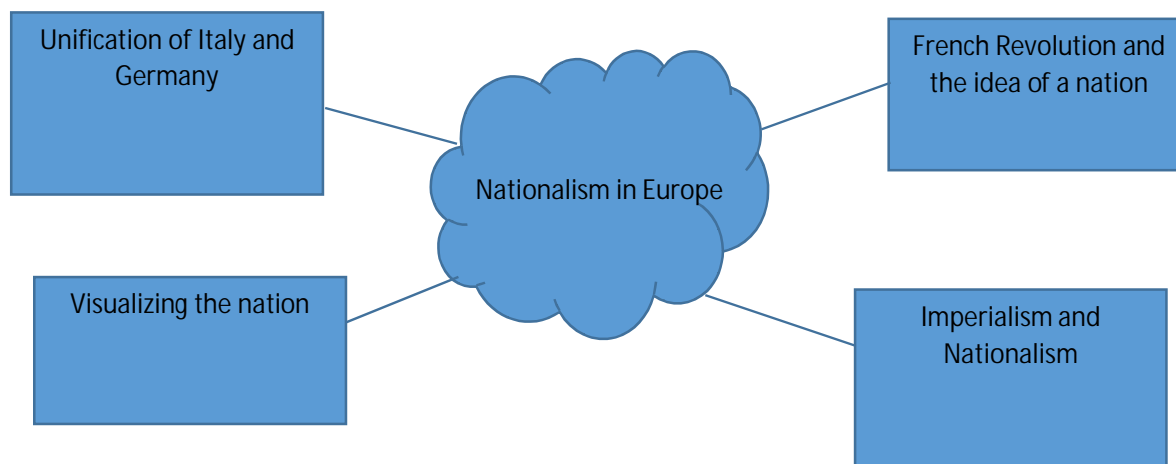 Unification of Italy and
Germany
French Revolution and
the idea of a nation
Nationalism in Europe
Visualizing the nation
Imperialism and
Nationalism